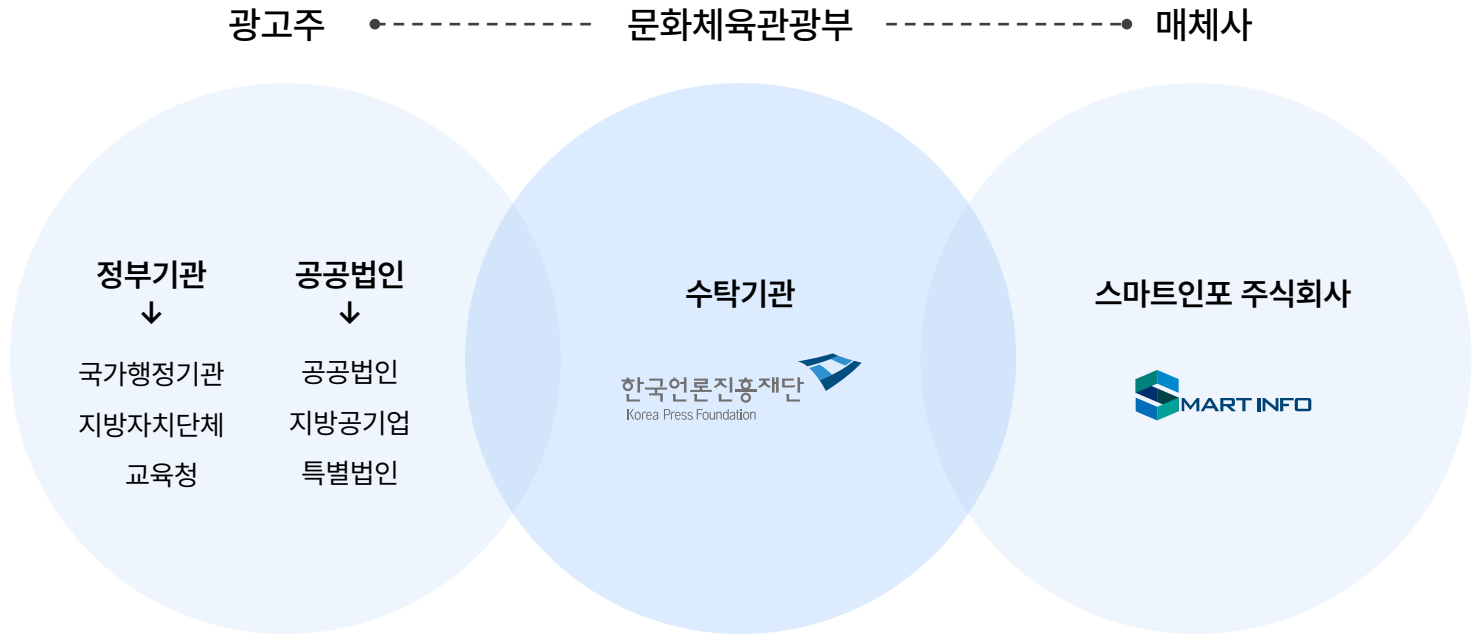 광고주
문화체육관광부
매체사
정부기관
국가행정기관
지방자치단체
교육청
공공법인
공공법인
지방공기업
특별법인
수탁기관
한국언론진흥재단
Korea Press Foundation
스마트인포 주식회사
SMART INFO